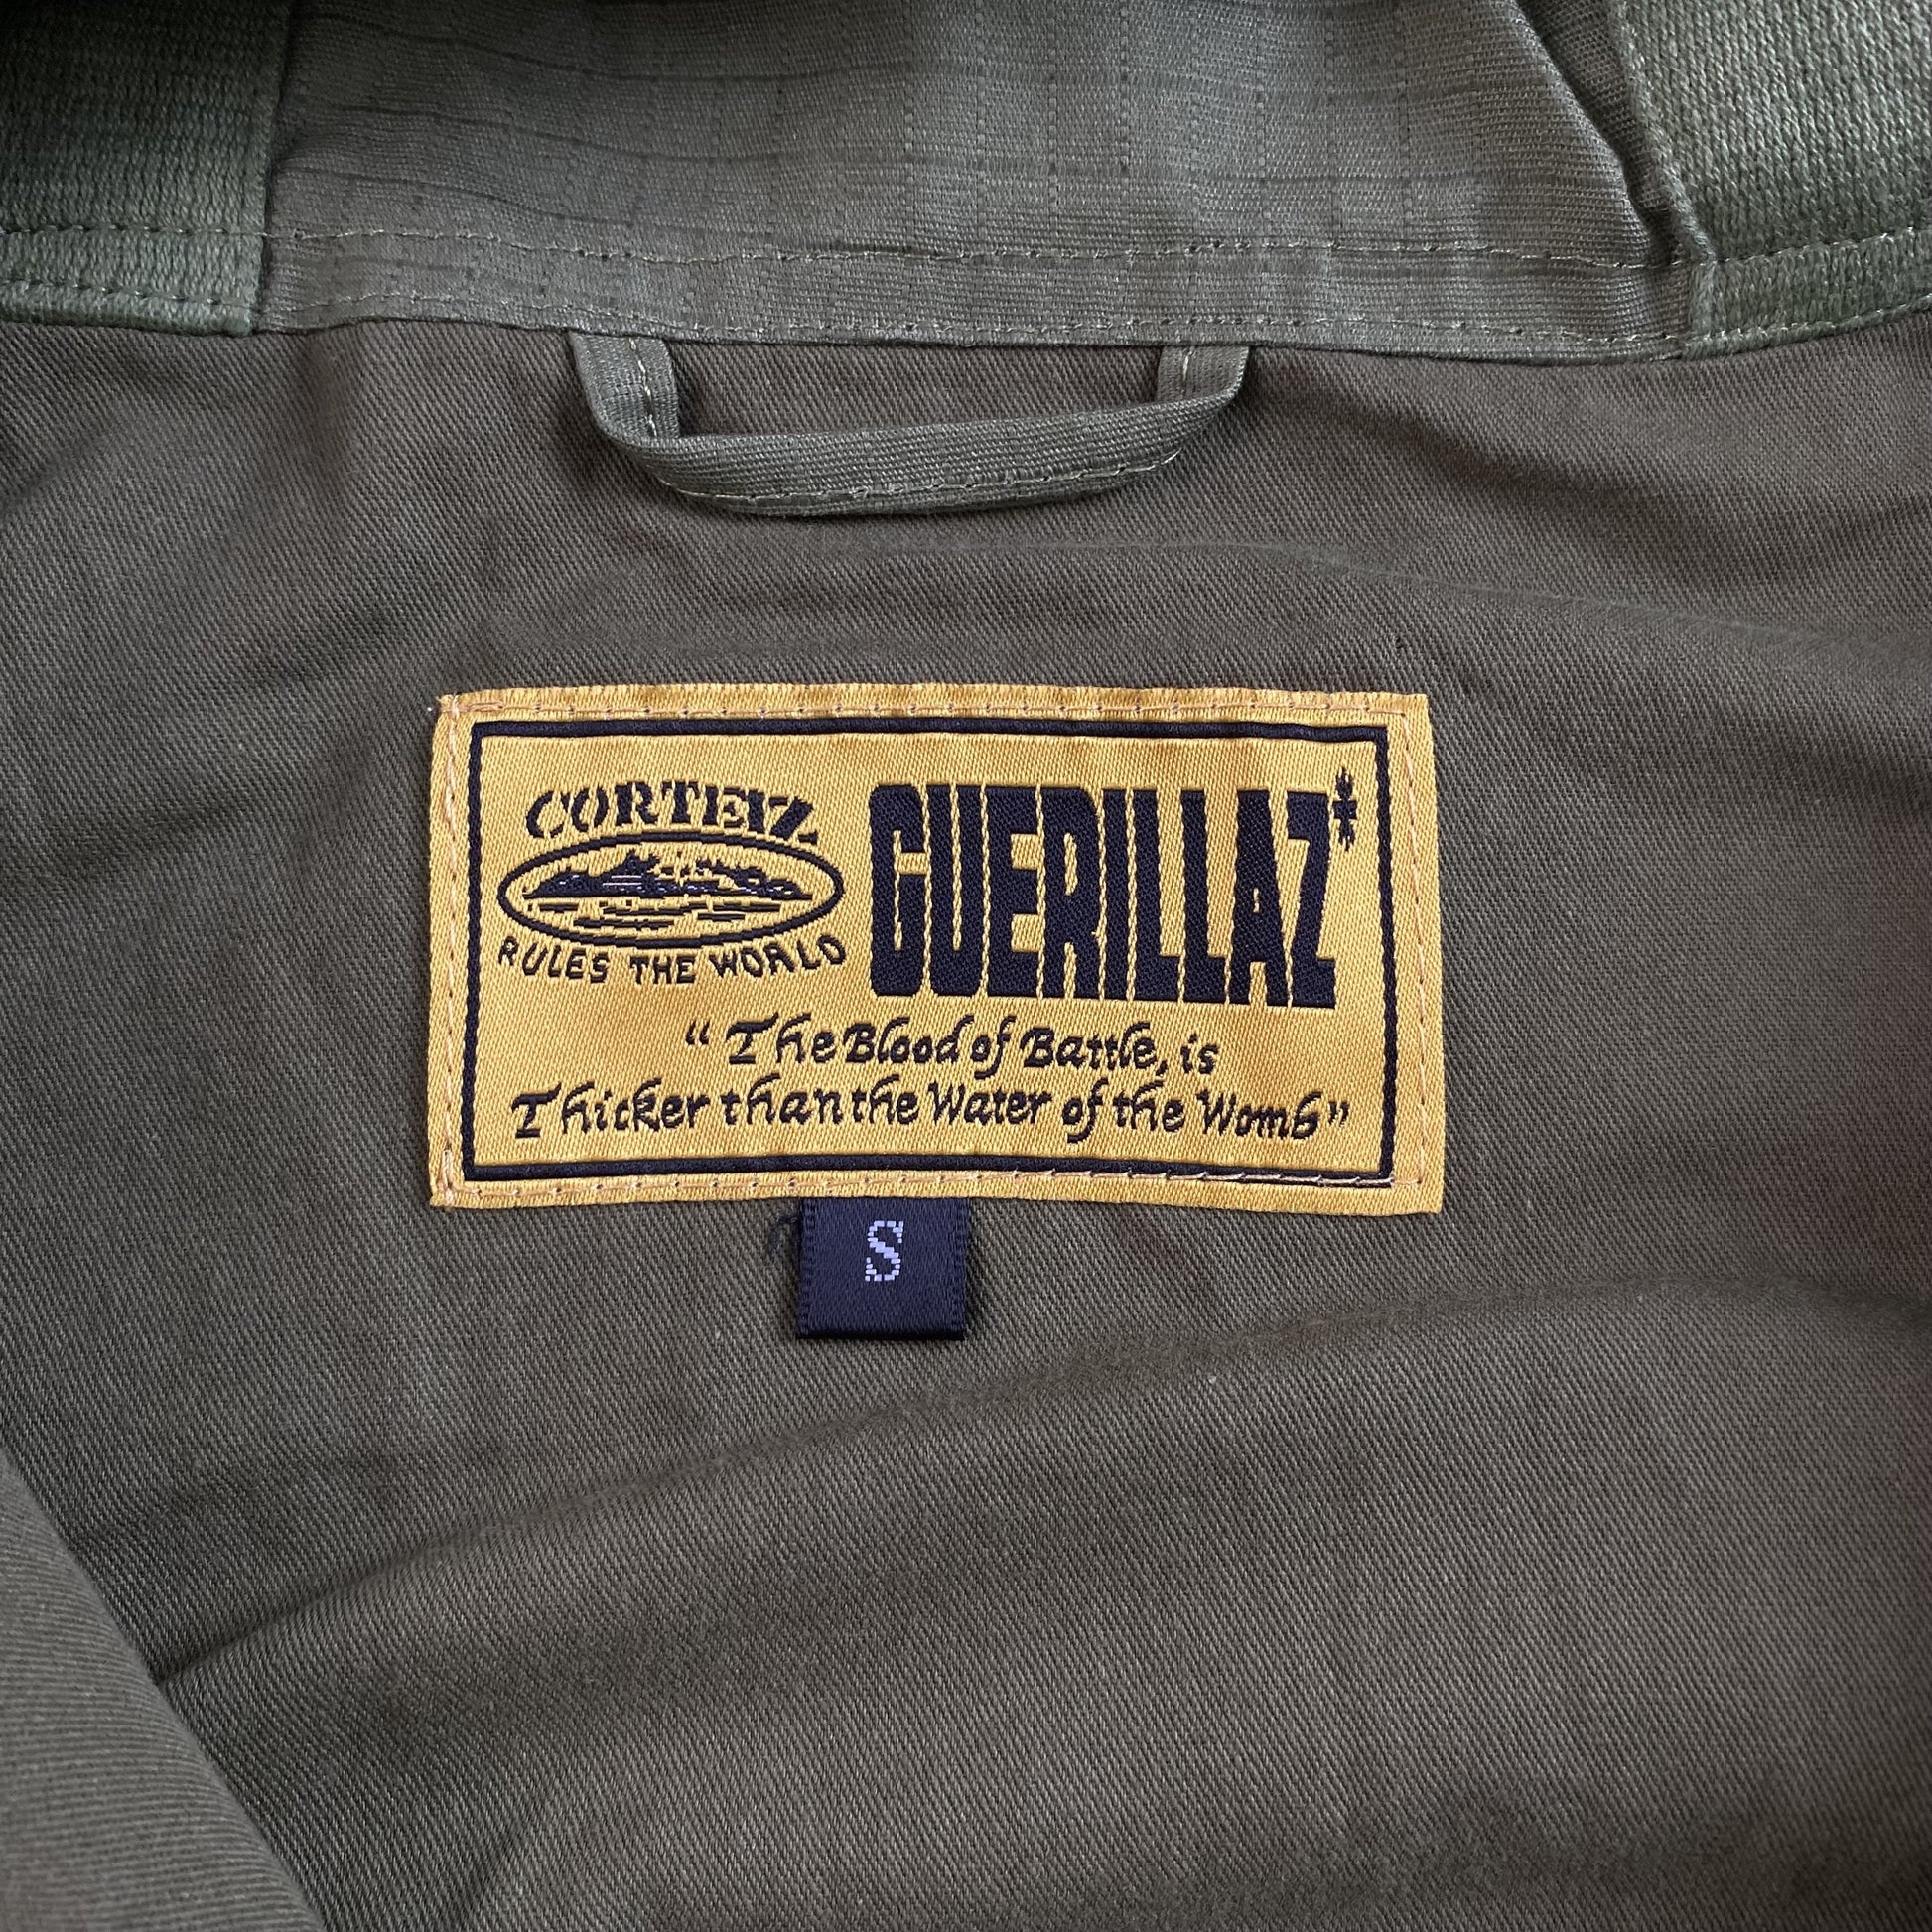 CORTEIZ
RULES THE WORLD
GUERILLAZ*
"The Blood of Battle, is
Thicker than the Water of the Womb"
S